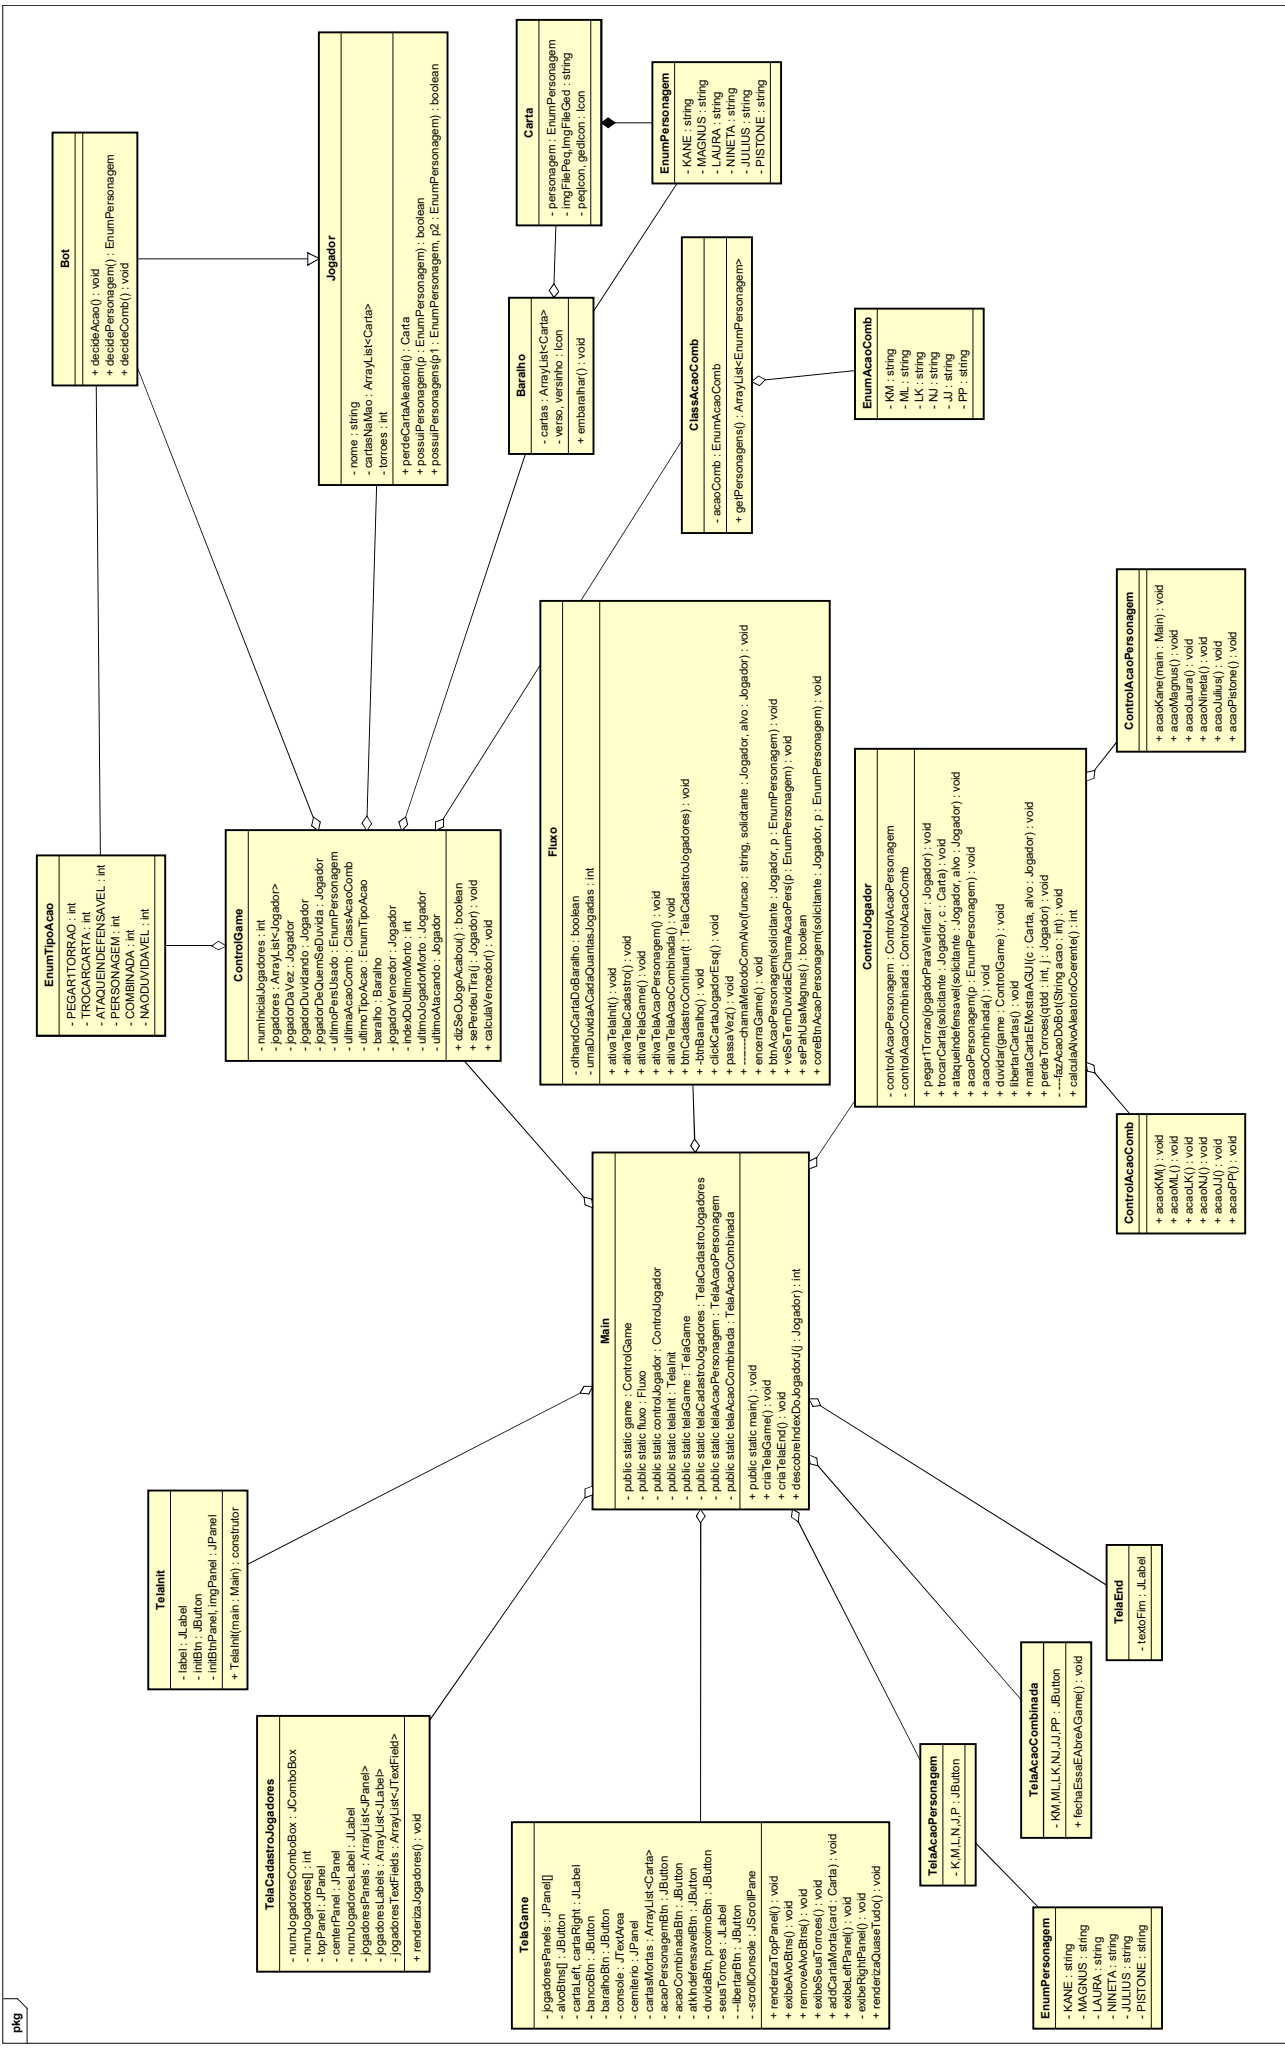 pkg
TelaCadastroJogadores
- numJogadoresComboBox : JComboBox
- numJogadores[] : int
- topPanel : JPanel
- centerPanel : JPanel
- numJogadoresLabel : JLabel
- jogadoresPanels : ArrayList<JPanel>
- jogadoresLabels : ArrayList<JLabel>
- jogadoresTextFields : ArrayList<JTextField>
+ renderizaJogadores() : void
TelaInit
- label : JLabel
- initBtn : JButton
- initBtnPanel, imgPanel : JPanel
+ TelaInit(main : Main) : construtor
EnumTipoAcao
- PEGAR1TORRAO : int
- TROCARCARTA : int
- ATAQUEINDEFENSAVEL : int
- PERSONAGEM : int
- COMBINADA : int
- NAODUVIDAVEL : int
Bot
+ decideAcao() : void
+ decidePersonagem() : EnumPersonagem
+ decideComb() : void
ControlGame
- numInicialJogadores : int
- jogadores : ArrayList<Jogador>
- jogadorDaVez : Jogador
- jogadorDuvidando : Jogador
- jogadorDeQuemSeDuvida : Jogador
- ultimoPersUsado : EnumPersonagem
- ultimaAcaoComb : ClassAcaoComb
- ultimoTipoAcao : EnumTipoAcao
- baralho : Baralho
- jogadorVencedor : Jogador
- indexDoUltimoMorto : int
- ultimoJogadorMorto : Jogador
- ultimoAtacando : Jogador
+ dizSeOJogoAcabou() : boolean
+ sePerdeuTira(j : Jogador) : void
+ calculaVencedor() : void
Jogador
- nome : string
- cartasNaMao : ArrayList<Carta>
- torroes : int
+ perdeCartaAleatoria() : Carta
+ possuiPersonagem(p : EnumPersonagem) : boolean
+ possuiPersonagens(p1 : EnumPersonagem, p2 : EnumPersonagem) : boolean
TelaGame
- jogadoresPanels : JPanel[]
- alvoBtns[] : JButton
- cartaLeft, cartaRight : JLabel
- bancoBtn : JButton
- baralhoBtn : JButton
- console : JTextArea
- cemiterio : JPanel
- cartasMortas : ArrayList<Carta>
- acaoPersonagemBtn : JButton
- acaoCombinadaBtn : JButton
- atkIndefensaveBtn : JButton
- duvidaBtn, proximoBtn : JButton
- seusTorroes : JLabel
- --libertarBtn : JButton
- --scrollConsole : JScrollPane
+ renderizaTopPanel() : void
+ exibeAlvoBtns() : void
+ removeAlvoBtns() : void
+ exibeSeusTorroes() : void
+ addCartaMorta(card : Carta) : void
+ exibeLeftPanel() : void
- exibeRightPanel() : void
+ renderizaQuaseTudo() : void
Main
- public static game : ControlGame
- public static fluxo : Fluxo
- public static controlJogador : ControlJogador
- public static telaInit : TelaInit
- public static telaGame : TelaGame
- public static telaCadastroJogadores : TelaCadastroJogadores
- public static telaAcaoPersonagem : TelaAcaoPersonagem
- public static telaAcaoCombinada : TelaAcaoCombinada
+ public static main() : void
+ criaTelaGame() : void
+ criaTelaEnd() : void
+ descobreIndexDoJogadorJ(j : Jogador) : int
Fluxo
- olhandoCartaDoBaralho : boolean
- umaDuvidaACadaQuantasJogadas : int
+ ativaTelaInit() : void
+ ativaTelaCadastro() : void
+ ativaTelaGame() : void
+ ativaTelaAcaoPersonagem() : void
+ ativaTelaAcaoCombinada() : void
+ btnCadastroContinuar(t : TelaCadastroJogadores) : void
+ -btnBaralho() : void
+ clickCartaJogadorEsq() : void
+ passaVez() : void
+ -------chamaMetodoComAlvo(funcao : string, solicitante : Jogador, alvo : Jogador) : void
+ encerraGame() : void
+ btnAcaoPersonagem(solicitante : Jogador, p : EnumPersonagem) : void
+ veSeTemDuvidaEChamaAcaoPers(p : EnumPersonagem) : void
+ sePahUsaMagnus() : boolean
+ coreBtnAcaoPersonagem(solicitante : Jogador, p : EnumPersonagem) : void
Baralho
- cartas : ArrayList<Carta>
- verso, versinho : Icon
+ embaralhar() : void
Carta
- personagem : EnumPersonagem
- imgFilePeq,ImgFileGed : string
- peqIcon, gedIcon : Icon
EnumPersonagem
- KANE : string
- MAGNUS : string
- LAURA : string
- NINETA : string
- JULIUS : string
- PISTONE : string
ClassAcaoComb
- acaoComb : EnumAcaoComb
+ getPersonagens() : ArrayList<EnumPersonagem>
EnumAcaoComb
- KM : string
- ML : string
- LK : string
- NJ : string
- JJ : string
- PP : string
ControlJogador
- controlAcaoPersonagem : ControlAcaoPersonagem
- controlAcaoCombinada : ControlAcaoComb
+ pegar1Torrao(jogadorParaVerificar : Jogador) : void
+ trocarCarta(solicitante : Jogador, c : Carta) : void
+ ataqueIndefensavel(solicitante : Jogador, alvo : Jogador) : void
+ acaoPersonagem(p : EnumPersonagem) : void
+ acaoCombinada() : void
+ duvidar(game : ControlGame) : void
+ libertarCartas() : void
+ mataCartaEMostraAGUI(c : Carta, alvo : Jogador) : void
+ perdeTorroes(qtdd : int, j : Jogador) : void
- ---fazAcaoDoBot(String acao : int) : void
+ calculaAlvoAleatorioCoerente() : int
ControlAcaoComb
+ acaoKM() : void
+ acaoML() : void
+ acaoLK() : void
+ acaoNJ() : void
+ acaoJJ() : void
+ acaoPP() : void
ControlAcaoPersonagem
+ acaoKane(main : Main) : void
+ acaoMagnus() : void
+ acaoLaura() : void
+ acaoNineta() : void
+ acaoJulius() : void
+ acaoPistone() : void
TelaAcaoPersonagem
- K,M,L,N,J,P : JButton
EnumPersonagem
- KANE : string
- MAGNUS : string
- LAURA : string
- NINETA : string
- JULIUS : string
- PISTONE : string
TelaAcaoCombinada
- KM,ML,LK,NJ,JJ,PP : JButton
+ fechaEssaEAbreAGame() : void
TelaEnd
- textoFim : JLabel